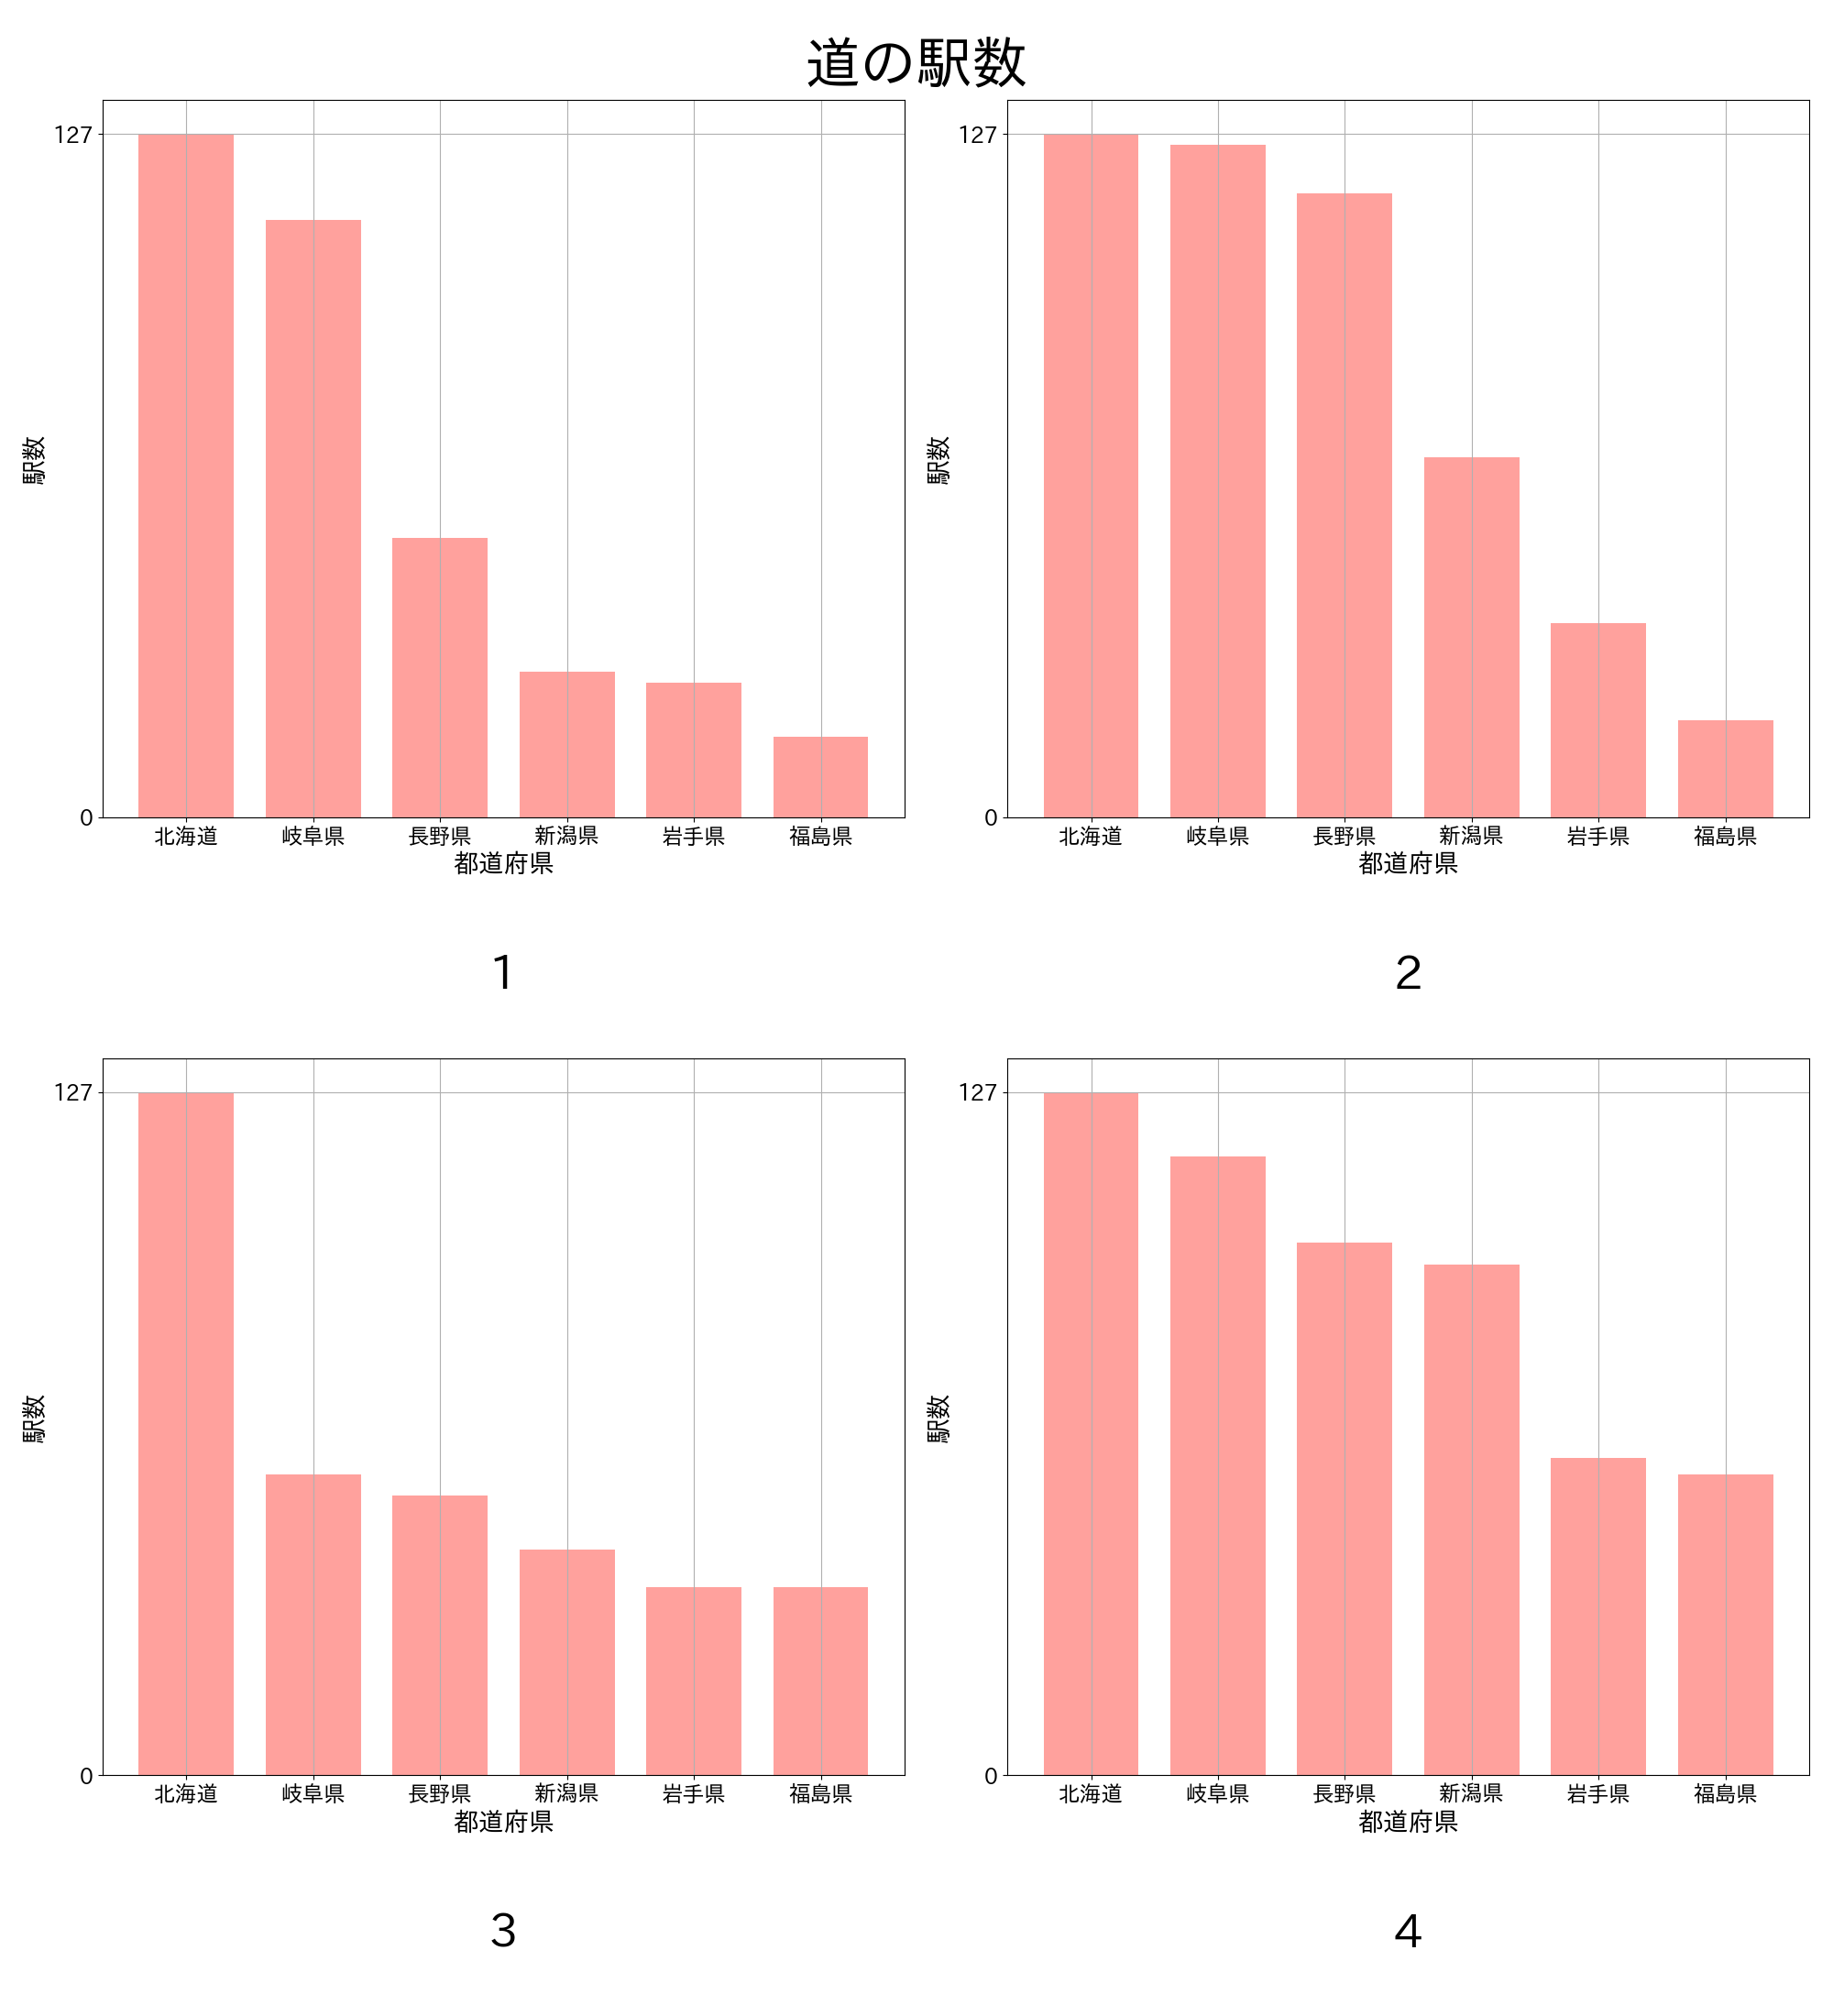 道の駅数
127
0
駅数
北海道 岐阜県 長野県 新潟県 岩手県 福島県
都道府県
1
127
0
駅数
北海道 岐阜県 長野県 新潟県 岩手県 福島県
都道府県
2
127
0
駅数
北海道 岐阜県 長野県 新潟県 岩手県 福島県
都道府県
3
127
0
駅数
北海道 岐阜県 長野県 新潟県 岩手県 福島県
都道府県
4